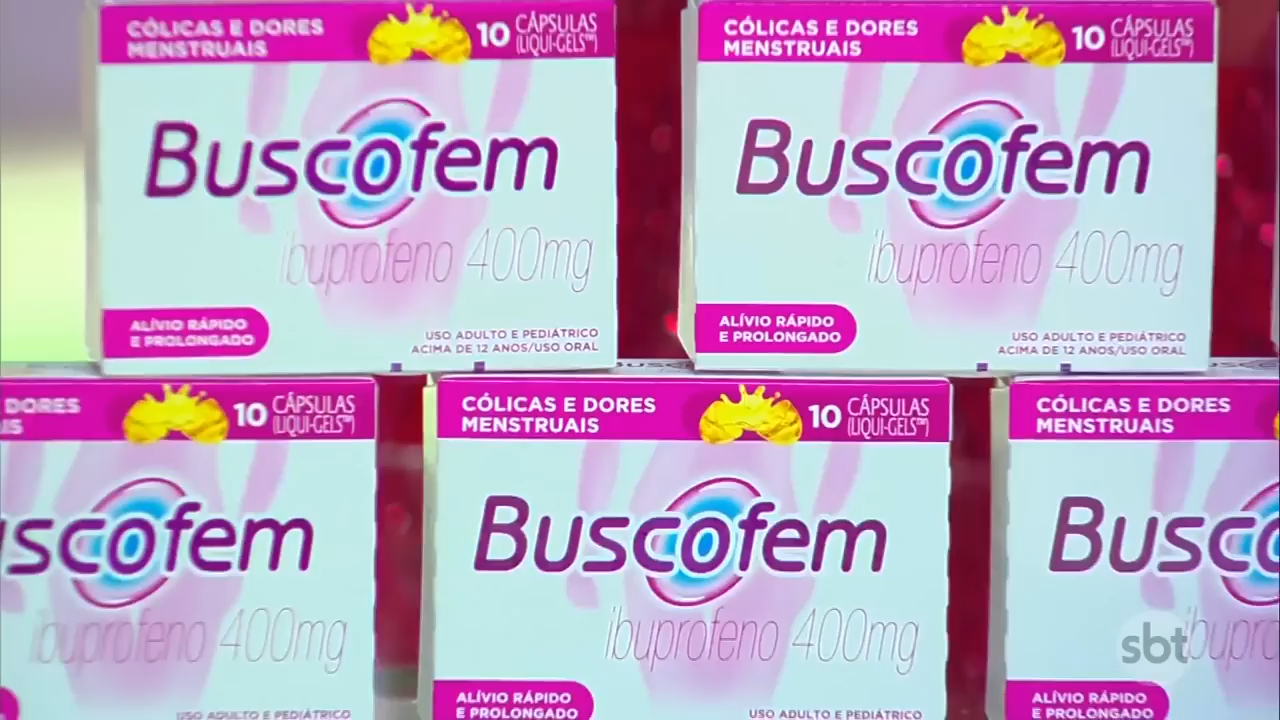 CÓLICAS E DORES
MENSTRUAIS
10 CÁPSULAS
(LIQUI-GELS™)
Buscofem
ibuprofeno 400mg
ALÍVIO RÁPIDO
E PROLONGADO
USO ADULTO E PEDIÁTRICO
ACIMA DE 12 ANOS/USO ORAL
CÓLICAS E DORES
MENSTRUAIS
10 CÁPSULAS
(LIQUI-GELS™)
Buscofem
ibuprofeno 400mg
ALÍVIO RÁPIDO
E PROLONGADO
USO ADULTO E PEDIÁTRICO
ACIMA DE 12 ANOS/USO ORAL
DORES
10 CÁPSULAS
(LIQUI-GELS™)
scofem
ibuprofeno 400mg
USO ADULTO E PEDIÁTRICO
CÓLICAS E DORES
MENSTRUAIS
10 CÁPSULAS
(LIQUI-GELS™)
Buscofem
ibuprofeno 400mg
ALÍVIO RÁPIDO
E PROLONGADO
USO ADULTO E PEDIÁTRICO
CÓLICAS E DORES
MENSTRUAIS
Busco
ibupro
ALÍVIO RÁPIDO
E PROLONGADO
sbt